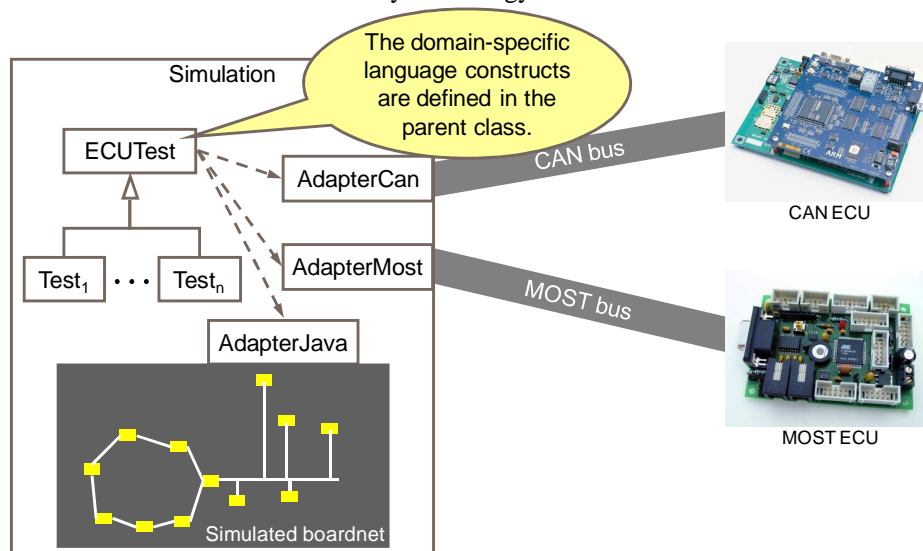 The domain-specific
language constructs
are defined in the
parent class.
Simulation
ECUTest
AdapterCan
CAN bus
ARM
CAN ECU
Test1
• • •
Testn
AdapterMost
MOST bus
AdapterJava
Simulated boardnet
MOST ECU